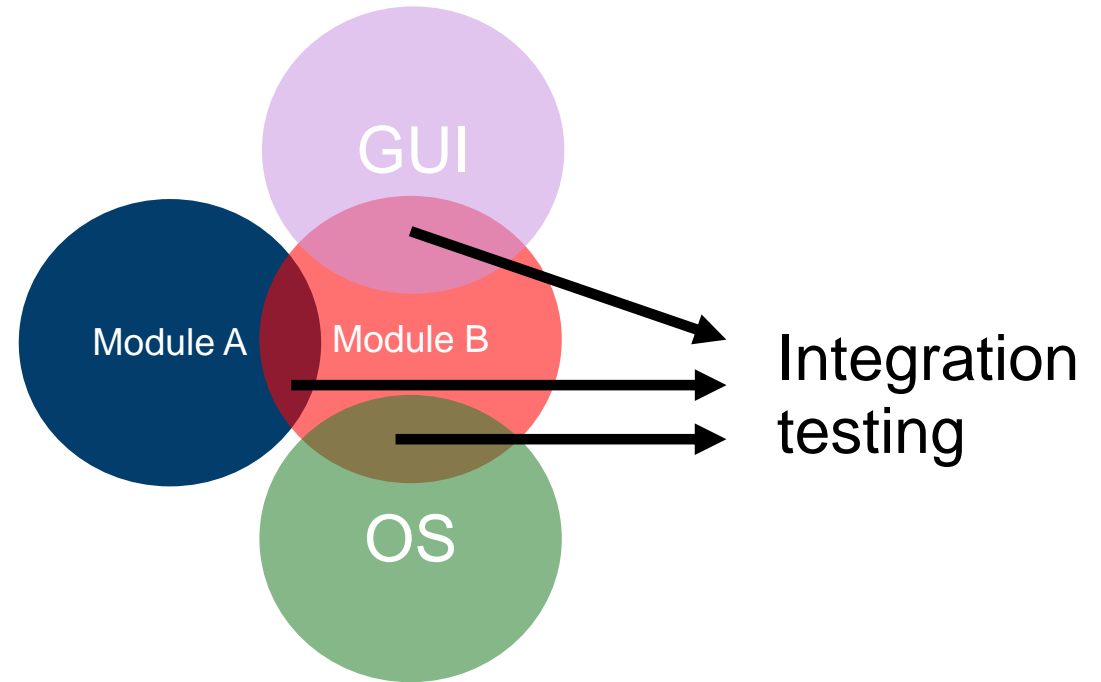 GUI
Module A
Module B
Integration
testing
OS